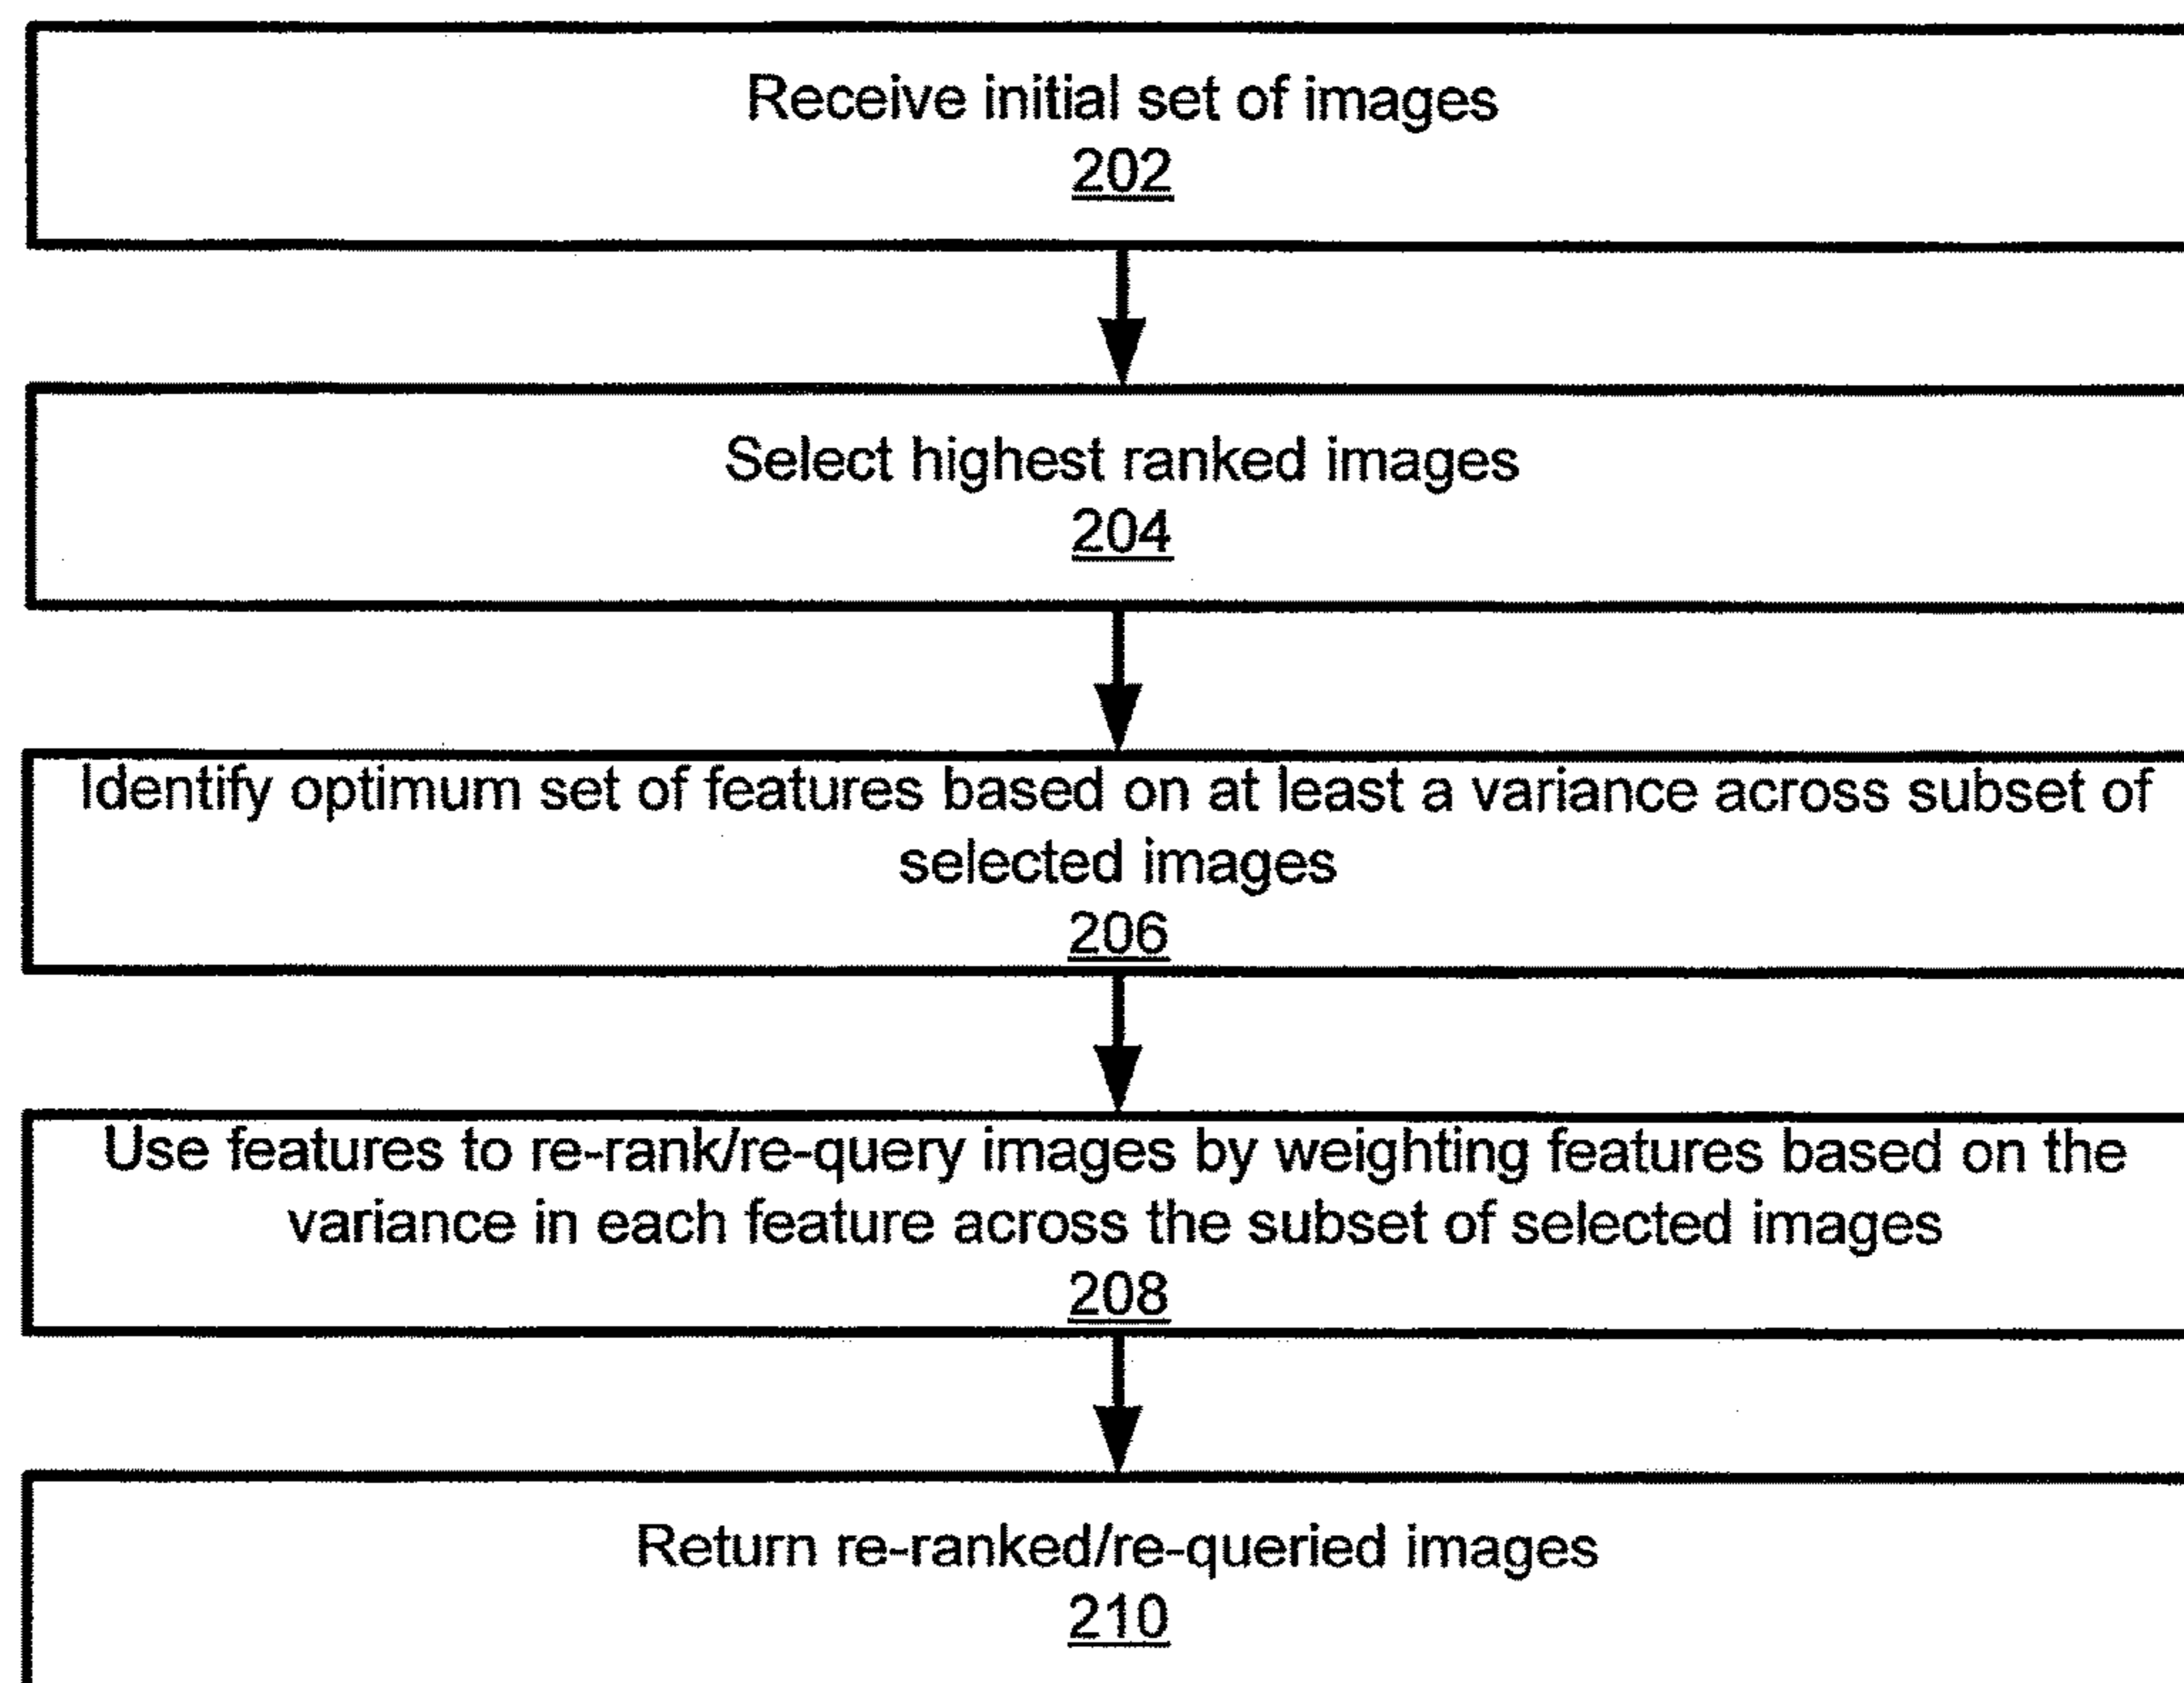 Receive initial set of images
202
Select highest ranked images
204
Identify optimum set of features based on at least a variance across subset of
selected images
206
Use features to re-rank/re-query images by weighting features based on the
variance in each feature across the subset of selected images
208
Return re-ranked/re-queried images
210